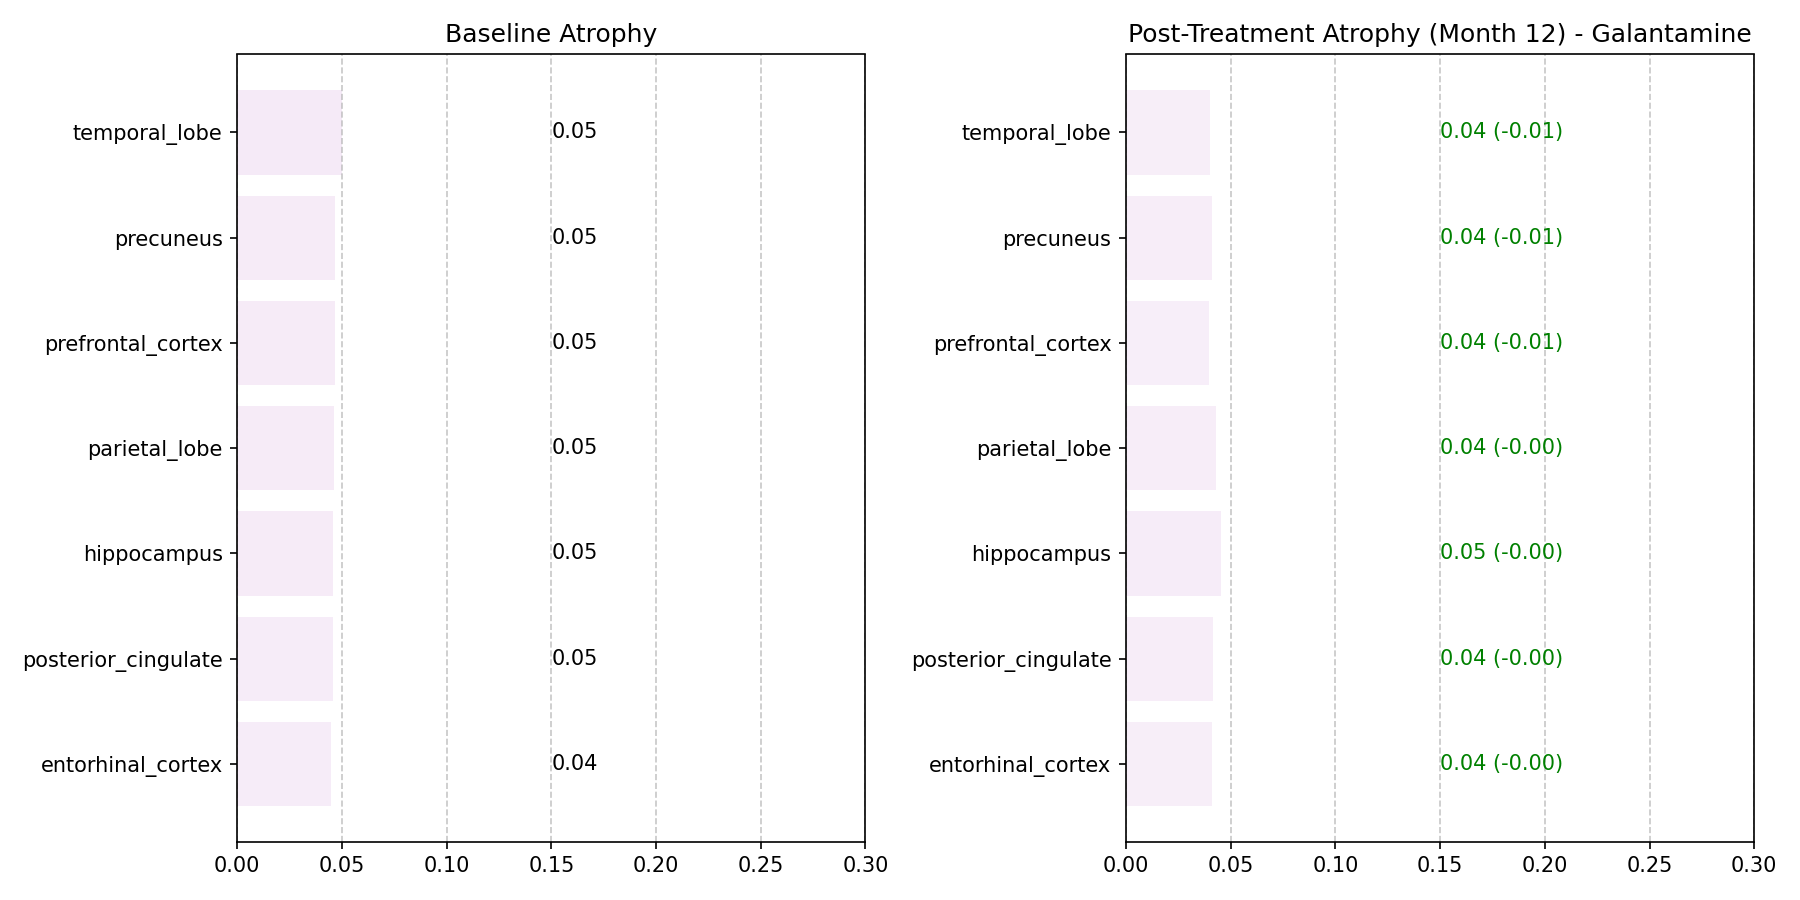 Baseline Atrophy
temporal_lobe
0.05
precuneus
0.05
prefrontal_cortex
0.05
parietal_lobe
0.05
hippocampus
0.05
posterior_cingulate
0.05
entorhinal_cortex
0.04
0.00 0.05 0.10 0.15 0.20 0.25 0.30
Post-Treatment Atrophy (Month 12) - Galantamine
temporal_lobe
0.04 (-0.01)
precuneus
0.04 (-0.01)
prefrontal_cortex
0.04 (-0.01)
parietal_lobe
0.04 (-0.00)
hippocampus
0.05 (-0.00)
posterior_cingulate
0.04 (-0.00)
entorhinal_cortex
0.04 (-0.00)
0.00 0.05 0.10 0.15 0.20 0.25 0.30